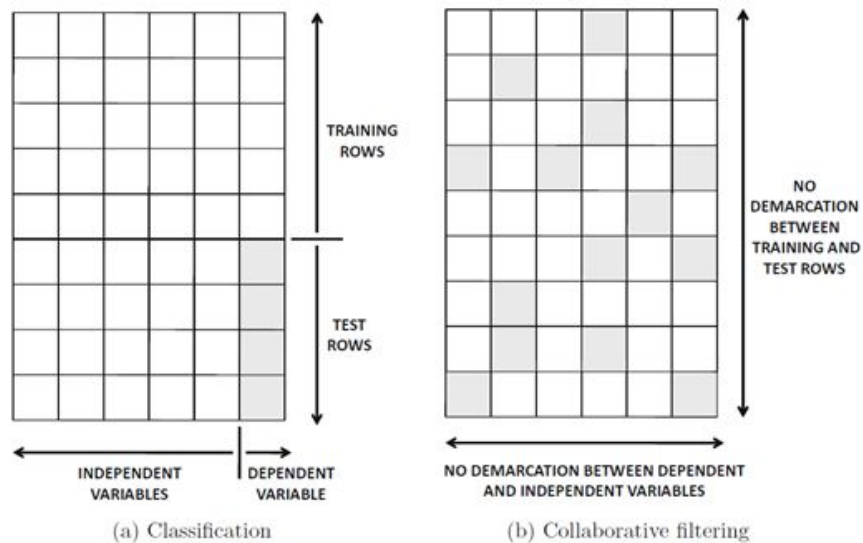 TRAINING
ROWS
TEST
ROWS
INDEPENDENT
VARIABLES
DEPENDENT
VARIABLE
(a) Classification
NO
DEMARCATION
BETWEEN
TRAINING AND
TEST ROWS
NO DEMARCATION BETWEEN DEPENDENT
AND INDEPENDENT VARIABLES
(b) Collaborative filtering